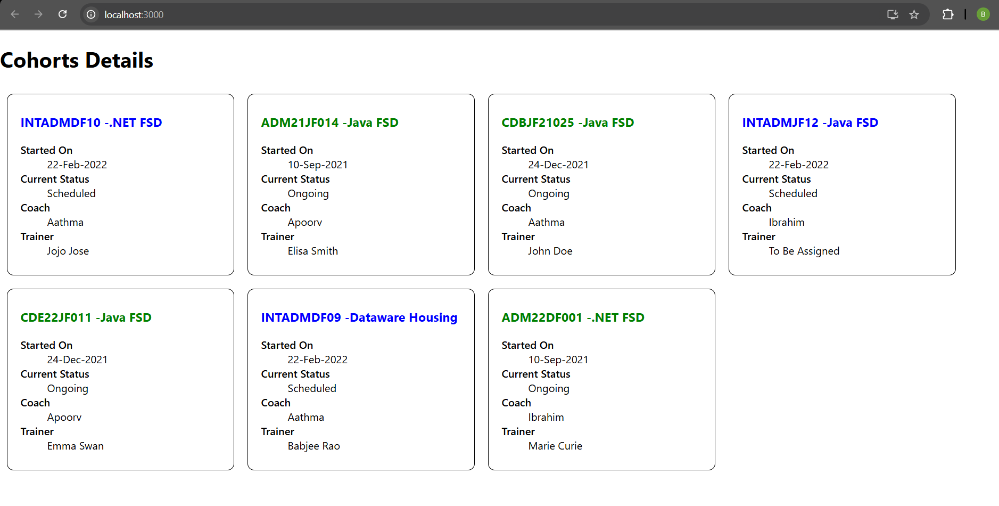 localhost:3000
B
Cohorts Details
INTADMDF10 -.NET FSD
Started On
22-Feb-2022
Current Status
Scheduled
Coach
Aathma
Trainer
Jojo Jose
ADM21JF014 -Java FSD
Started On
10-Sep-2021
Current Status
Ongoing
Coach
Apoorv
Trainer
Elisa Smith
CDBJF21025 -Java FSD
Started On
24-Dec-2021
Current Status
Ongoing
Coach
Aathma
Trainer
John Doe
INTADMJF12 -Java FSD
Started On
22-Feb-2022
Current Status
Scheduled
Coach
Ibrahim
Trainer
To Be Assigned
CDE22JF011 -Java FSD
Started On
24-Dec-2021
Current Status
Ongoing
Coach
Apoorv
Trainer
Emma Swan
INTADMDF09 -Dataware Housing
Started On
22-Feb-2022
Current Status
Scheduled
Coach
Aathma
Trainer
Babjee Rao
ADM22DF001 -.NET FSD
Started On
10-Sep-2021
Current Status
Ongoing
Coach
Ibrahim
Trainer
Marie Curie